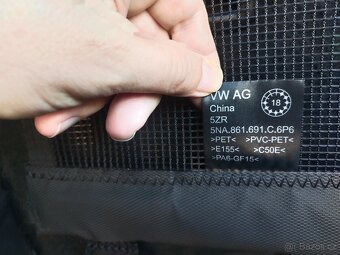 VW AG
China
18
5ZR
5NA.861.691.C.6P6
>PET< >PVC-PET<
>E155< >C50E<
>PA6-GF15<